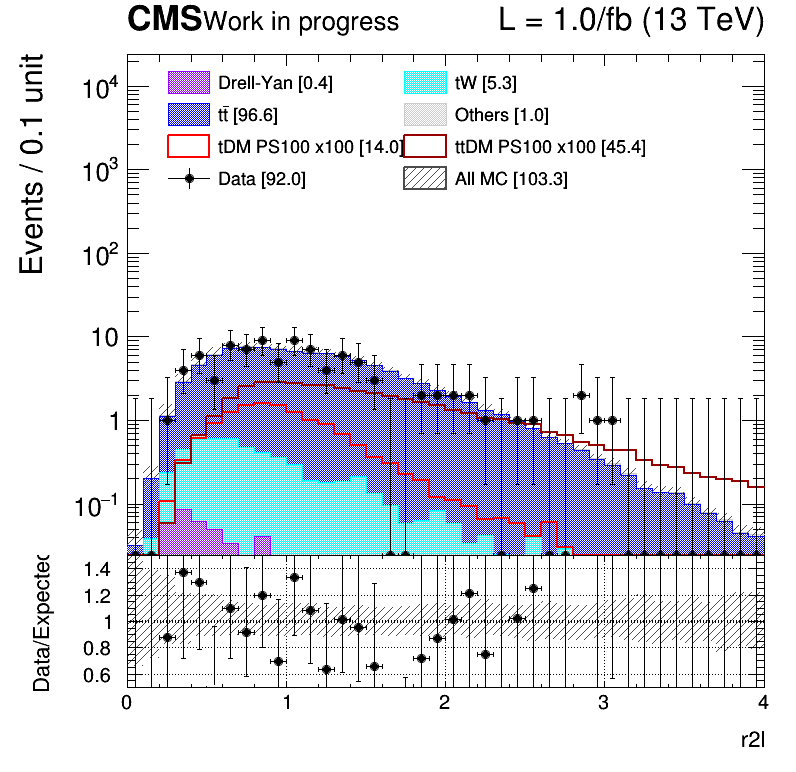 CMS Work in progress L = 1.0/fb (13 TeV)
Events / 0.1 unit
10⁴
10³
10²
10
1
10⁻¹
Drell-Yan [0.4]
tW [5.3]
tt̄ [96.6]
Others [1.0]
tDM PS100 x100 [14.0]
ttDM PS100 x100 [45.4]
Data [92.0]
All MC [103.3]
Data/Expected
1.4
1.2
1
0.8
0.6
0 1 2 3 4
r2l